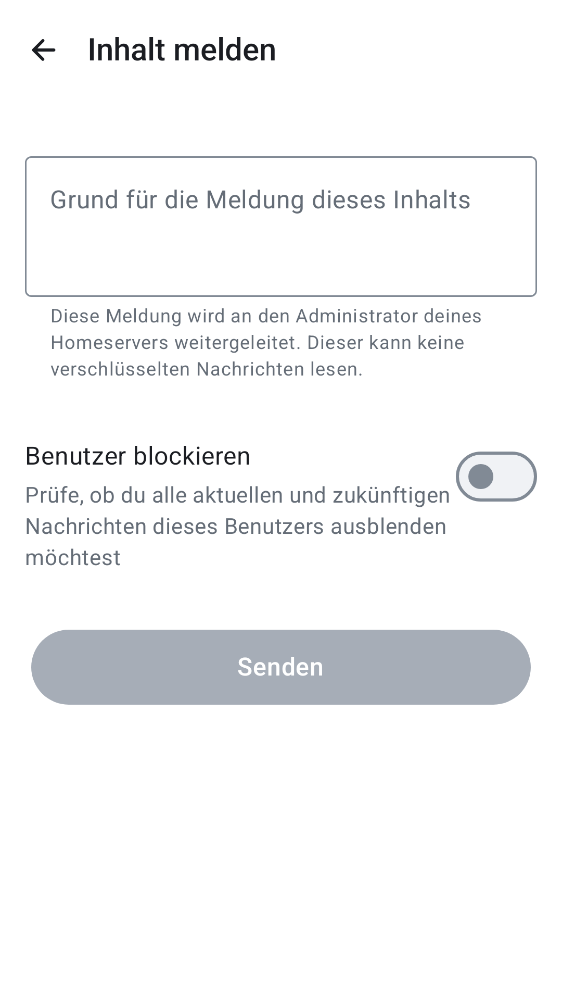 Inhalt melden
Grund für die Meldung dieses Inhalts
Diese Meldung wird an den Administrator deines
Homeservers weitergeleitet. Dieser kann keine
verschlüsselten Nachrichten lesen.
Benutzer blockieren
Prüfe, ob du alle aktuellen und zukünftigen
Nachrichten dieses Benutzers ausblenden
möchtest
Senden